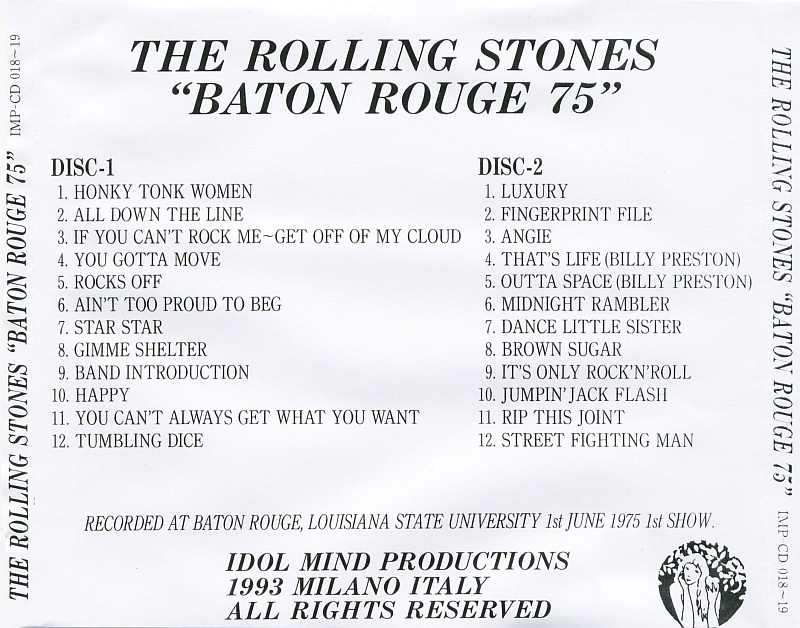 THE ROLLING STONES
“BATON ROUGE 75”
DISC-1
1. HONKY TONK WOMEN
2. ALL DOWN THE LINE
3. IF YOU CAN'T ROCK ME~GET OFF OF MY CLOUD
4. YOU GOTTA MOVE
5. ROCKS OFF
6. AIN'T TOO PROUD TO BEG
7. STAR STAR
8. GIMME SHELTER
9. BAND INTRODUCTION
10. HAPPY
11. YOU CAN'T ALWAYS GET WHAT YOU WANT
12. TUMBLING DICE
DISC-2
1. LUXURY
2. FINGERPRINT FILE
3. ANGIE
4. THAT'S LIFE (BILLY PRESTON)
5. OUTTA SPACE (BILLY PRESTON)
6. MIDNIGHT RAMBLER
7. DANCE LITTLE SISTER
8. BROWN SUGAR
9. IT'S ONLY ROCK'N'ROLL
10. JUMPIN' JACK FLASH
11. RIP THIS JOINT
12. STREET FIGHTING MAN
RECORDED AT BATON ROUGE, LOUISIANA STATE UNIVERSITY 1st JUNE 1975 1st SHOW.
IDOL MIND PRODUCTIONS
1993 MILANO ITALY
ALL RIGHTS RESERVED
THE ROLLING STONES “BATON ROUGE 75” IMP-CD 018~19
THE ROLLING STONES “BATON ROUGE 75” IMP-CD 018~19